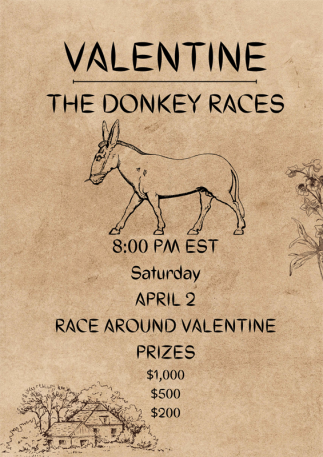 VALENTINE
THE DONKEY RACES
8:00 PM EST
Saturday
APRIL 2
RACE AROUND VALENTINE
PRIZES
$1,000
$500
$200